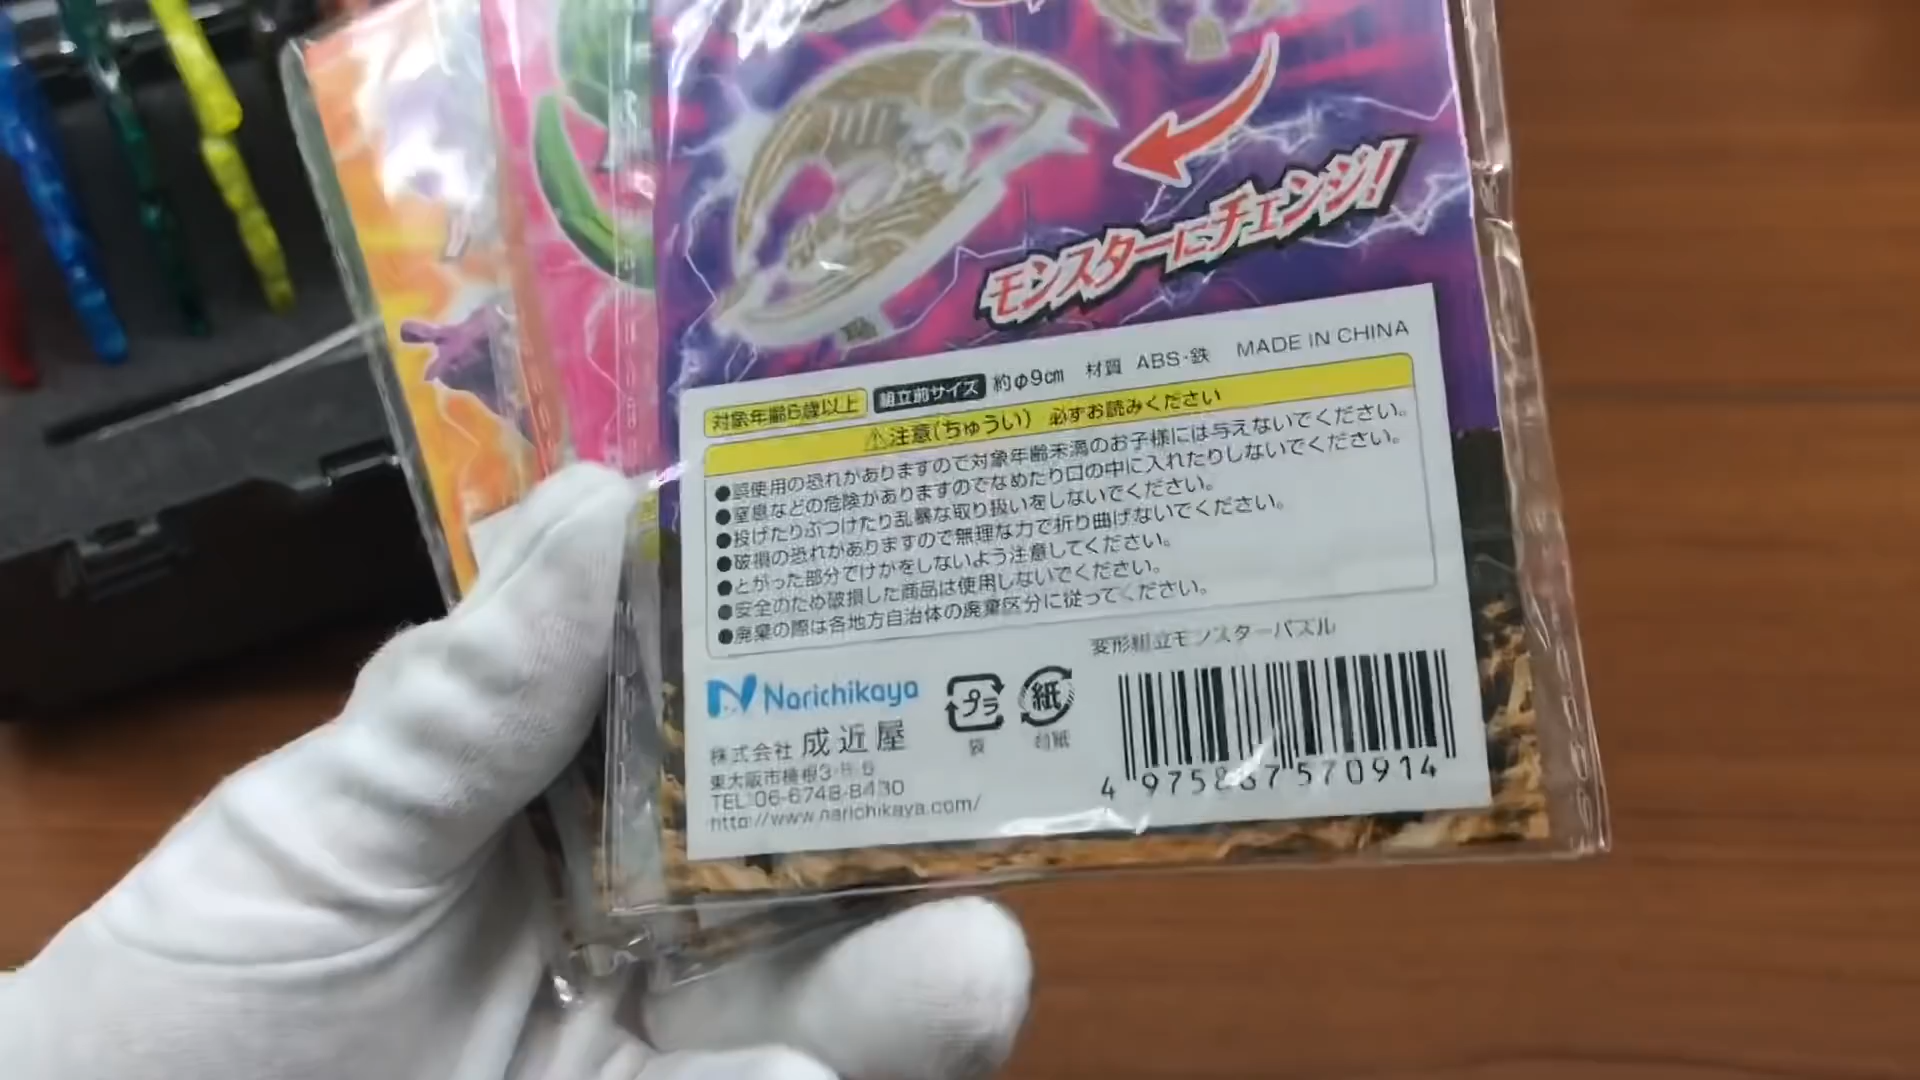 モンスターにチェンジ!
対象年齢6歳以上 組立前サイズ 約φ9cm 材質 ABS・鉄 MADE IN CHINA
⚠注意(ちゅうい) 必ずお読みください
●誤使用の恐れがありますので対象年齢未満のお子様には与えないでください。
●窒息などの危険がありますのでなめたり口の中に入れたりしないでください。
●投げたりぶつけたり乱暴な取り扱いをしないでください。
●破損の恐れがありますので無理な力で折り曲げないでください。
●とがった部分でけがをしないよう注意してください。
●安全のため破損した商品は使用しないでください。
●廃棄の際は各地方自治体の廃棄区分に従ってください。
変形組立モンスターパズル
Narichikaya
株式会社 成近屋
東大阪市
TEL:06-6748-8430
http://www.narichikaya.com/
プラ
袋
紙
台紙
4 975887 570914